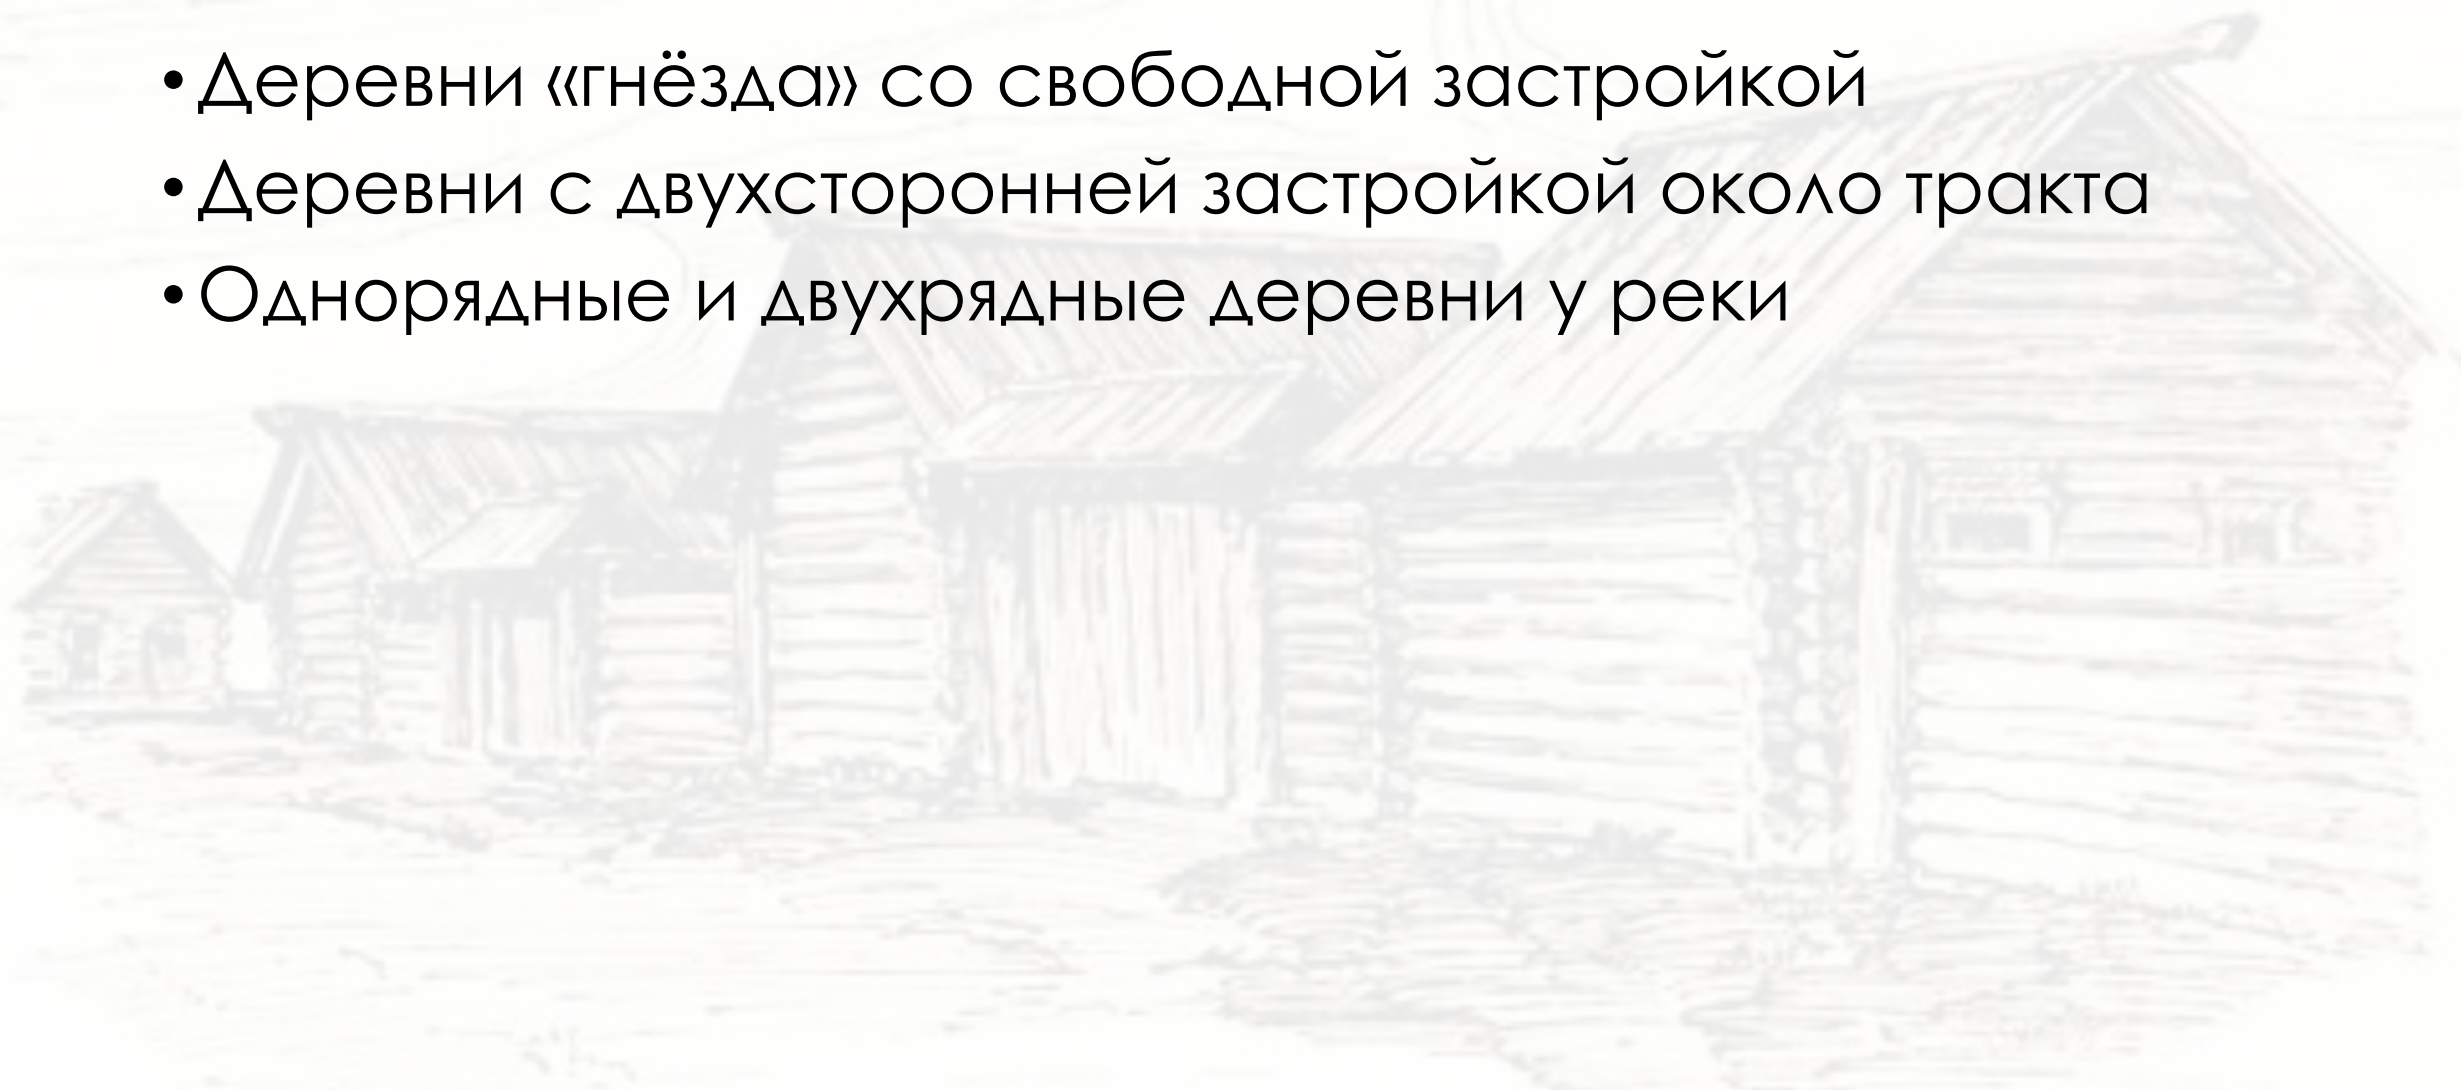 • Деревни «гнёзда» со свободной застройкой
• Деревни с двухсторонней застройкой около тракта
• Однорядные и двухрядные деревни у реки